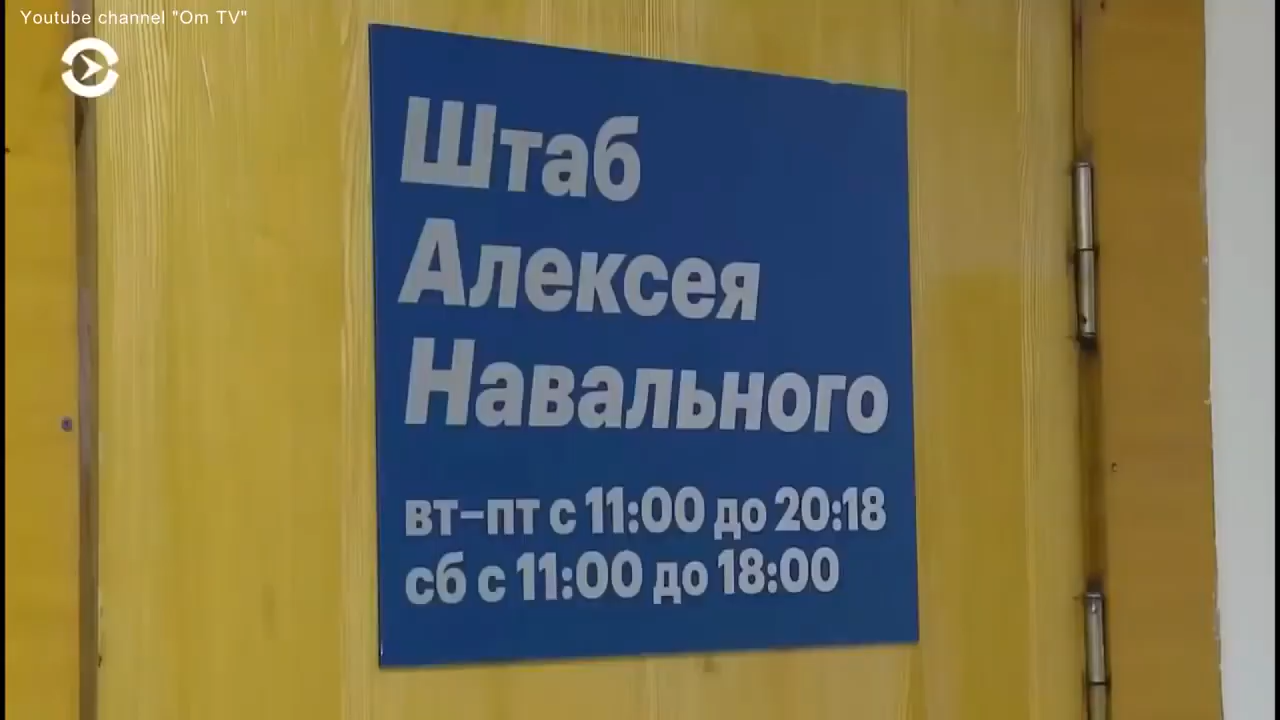 Youtube channel "Om TV"
Штаб
Алексея
Навального
вт–пт с 11:00 до 20:18
сб с 11:00 до 18:00